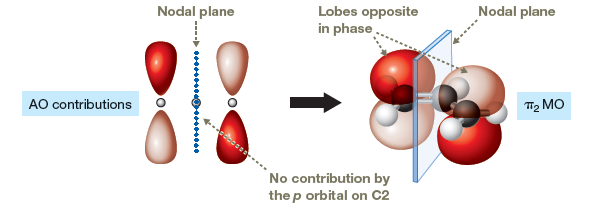 Nodal plane
AO contributions
No contribution by
the p orbital on C2
Lobes opposite
in phase
Nodal plane
π2 MO